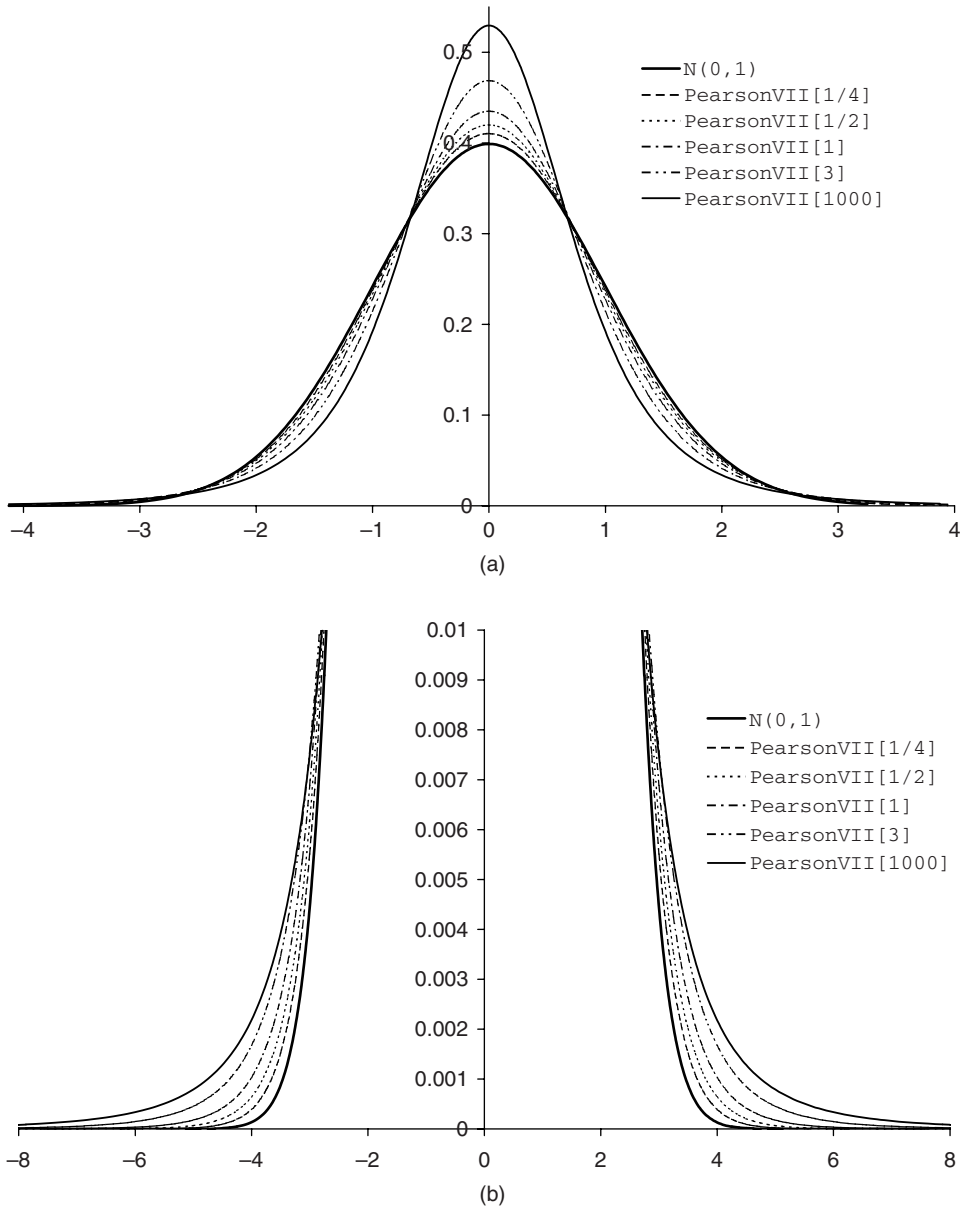 0.5
0.4
0.3
0.2
0.1
0
N(0,1)
PearsonVII[1/4]
PearsonVII[1/2]
PearsonVII[1]
PearsonVII[3]
PearsonVII[1000]
−4 −3 −2 −1 0 1 2 3 4
(a)
0.01
0.009
0.008
0.007
0.006
0.005
0.004
0.003
0.002
0.001
0
N(0,1)
PearsonVII[1/4]
PearsonVII[1/2]
PearsonVII[1]
PearsonVII[3]
PearsonVII[1000]
−8 −6 −4 −2 0 2 4 6 8
(b)